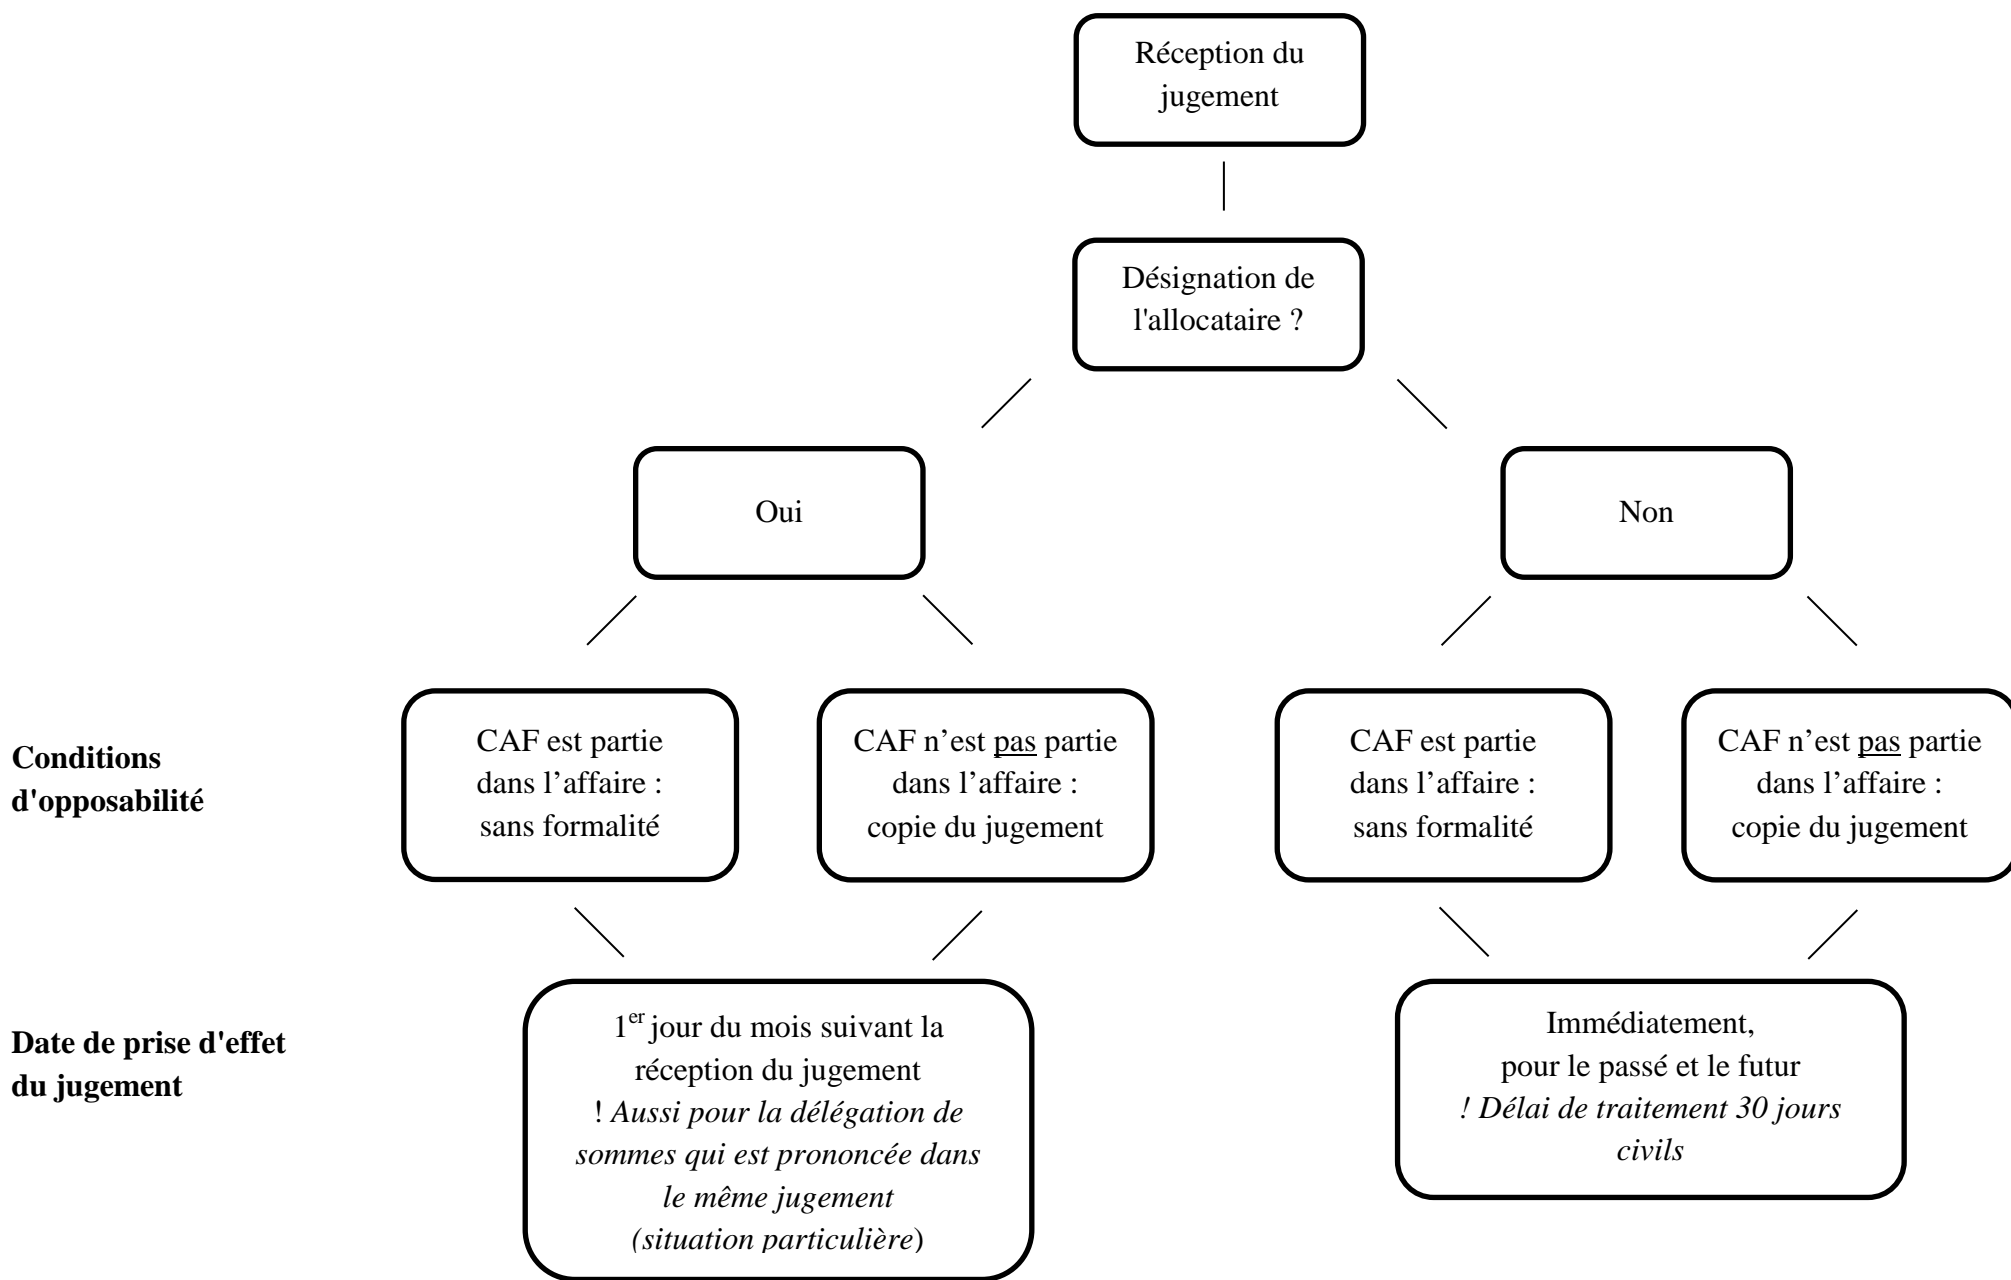 Réception du
jugement
Désignation de
l'allocataire ?
Oui
Non
Conditions
d'opposabilité
CAF est partie
dans l’affaire :
sans formalité
CAF n’est pas partie
dans l’affaire :
copie du jugement
CAF est partie
dans l’affaire :
sans formalité
CAF n’est pas partie
dans l’affaire :
copie du jugement
Date de prise d'effet
du jugement
1er jour du mois suivant la
réception du jugement
! Aussi pour la délégation de
sommes qui est prononcée dans
le même jugement
(situation particulière)
Immédiatement,
pour le passé et le futur
! Délai de traitement 30 jours
civils